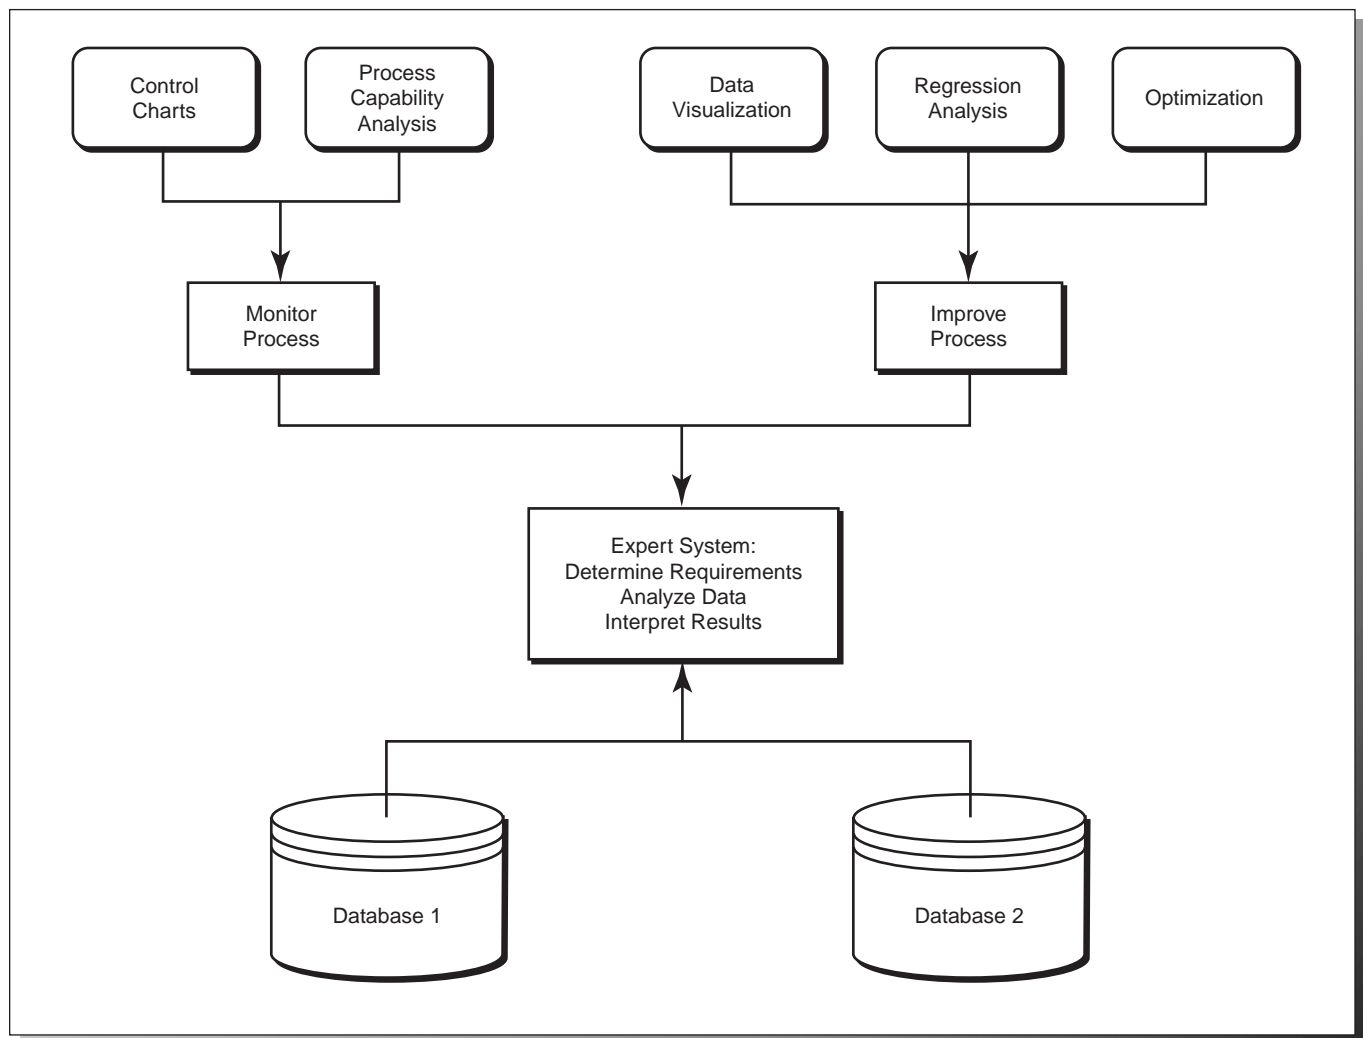 Control
Charts
Process
Capability
Analysis
Data
Visualization
Regression
Analysis
Optimization
Monitor
Process
Improve
Process
Expert System:
Determine Requirements
Analyze Data
Interpret Results
Database 1
Database 2